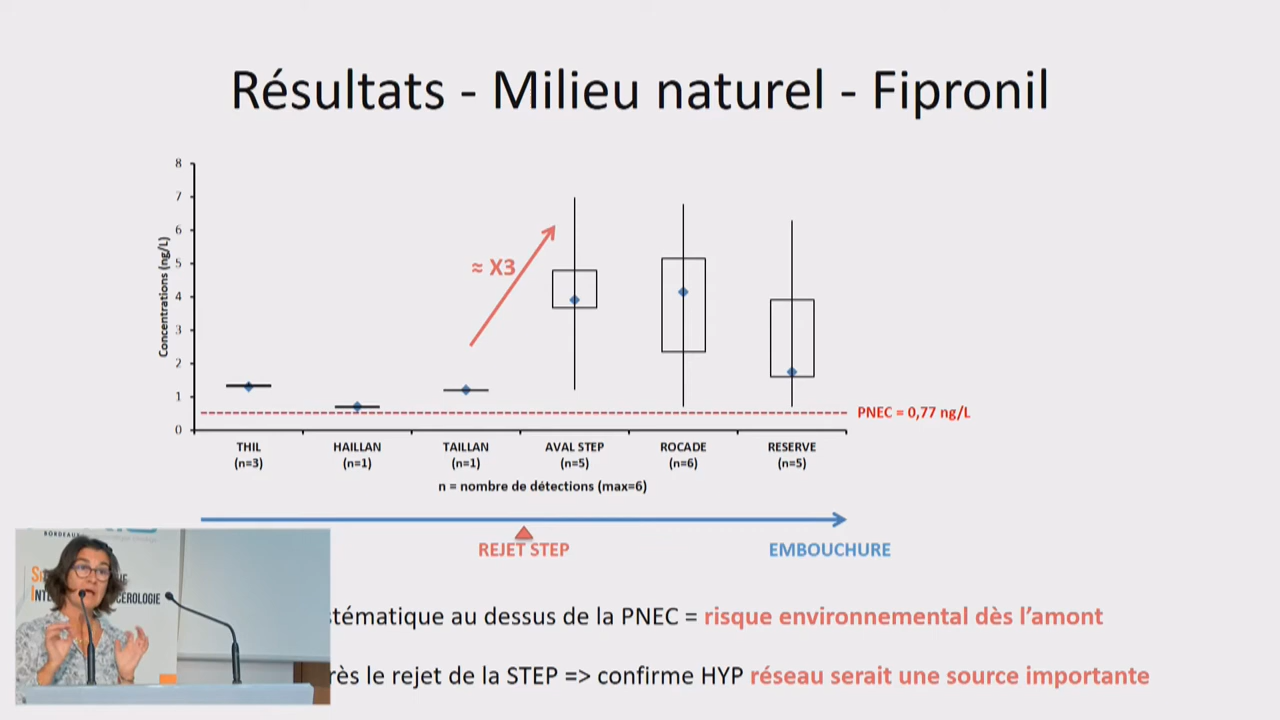 Résultats - Milieu naturel - Fipronil
8
7
6
5
4
3
2
1
0
Concentrations (ng/L)
≈ X3
PNEC = 0,77 ng/L
THIL HAILLAN TAILLAN AVAL STEP ROCADE RESERVE
(n=3) (n=1) (n=1) (n=5) (n=6) (n=5)
n = nombre de détections (max=6)
REJET STEP EMBOUCHURE
BORDEAUX
stématique au dessus de la PNEC = risque environnemental dès l’amont
rès le rejet de la STEP => confirme HYP réseau serait une source importante